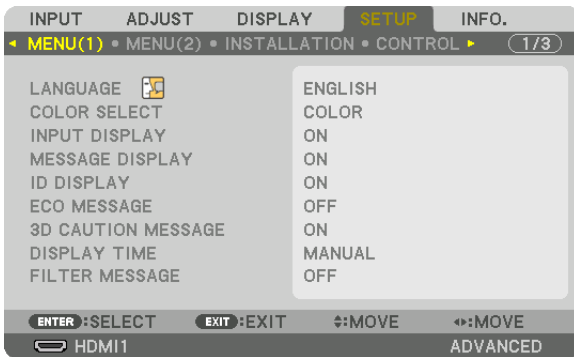 INPUT ADJUST DISPLAY SETUP INFO.
MENU(1) • MENU(2) • INSTALLATION • CONTROL 1/3
LANGUAGE ENGLISH
COLOR SELECT COLOR
INPUT DISPLAY ON
MESSAGE DISPLAY ON
ID DISPLAY ON
ECO MESSAGE OFF
3D CAUTION MESSAGE ON
DISPLAY TIME MANUAL
FILTER MESSAGE OFF
ENTER :SELECT EXIT :EXIT :MOVE :MOVE
HDMI1 ADVANCED